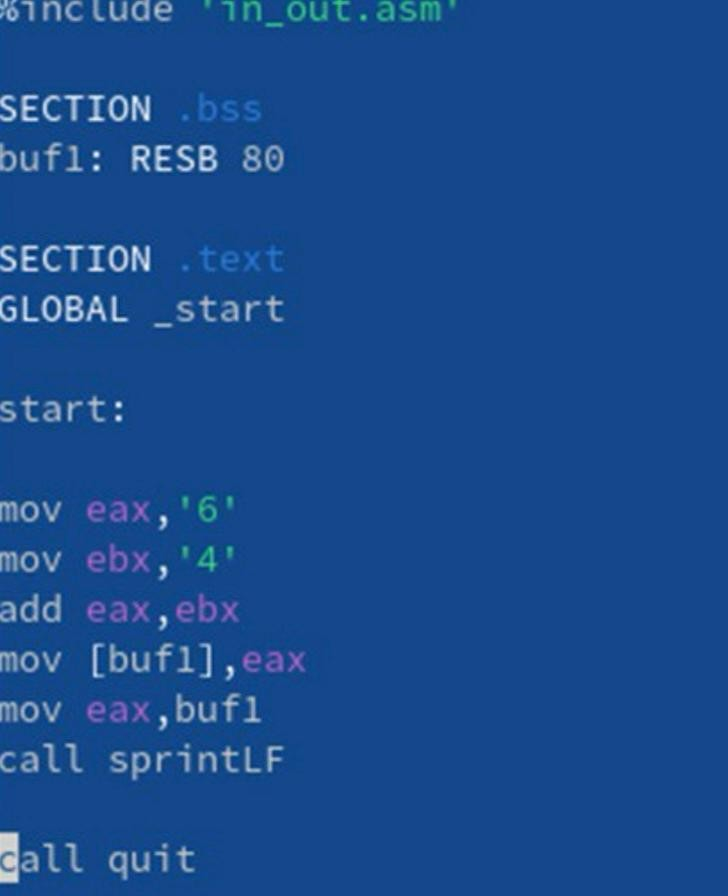 %include 'in_out.asm'
SECTION .bss
buf1: RESB 80
SECTION .text
GLOBAL _start
start:
mov eax,'6'
mov ebx,'4'
add eax,ebx
mov [buf1],eax
mov eax,buf1
call sprintLF
call quit